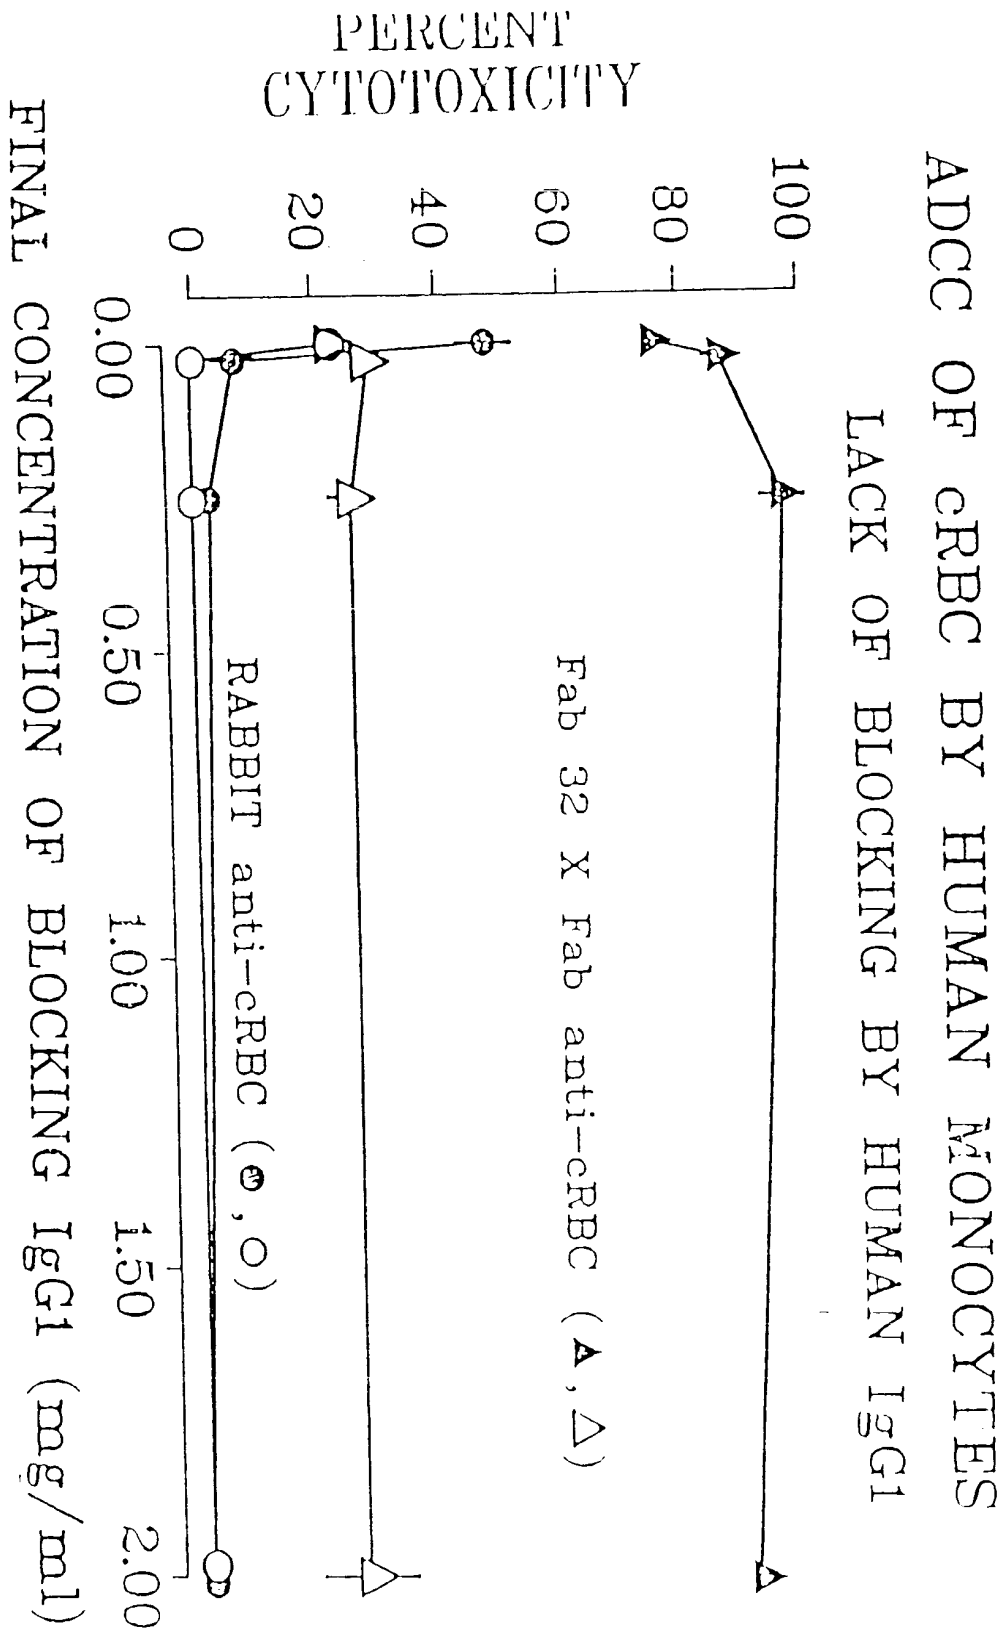 ADCC OF cRBC BY HUMAN MONOCYTES
LACK OF BLOCKING BY HUMAN IgG1
PERCENT
CYTOTOXICITY
100
80
60
40
20
0
Fab 32 X Fab anti-cRBC (▲,△)
RABBIT anti-cRBC (●,○)
0.00
0.50
1.00
1.50
2.00
FINAL CONCENTRATION OF BLOCKING IgG1 (mg/ml)